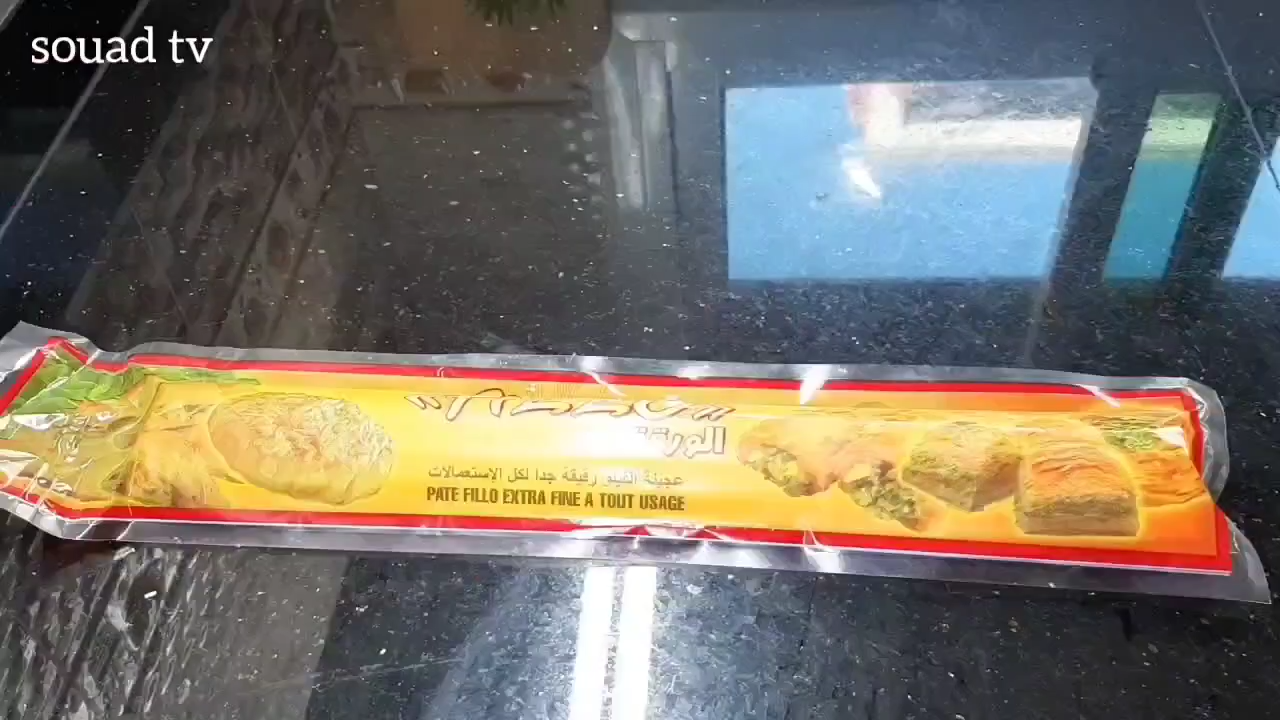 souad tv
الورقة
عجينة الفيلو رقيقة جدا لكل الإستعمالات
PATE FILLO EXTRA FINE A TOUT USAGE